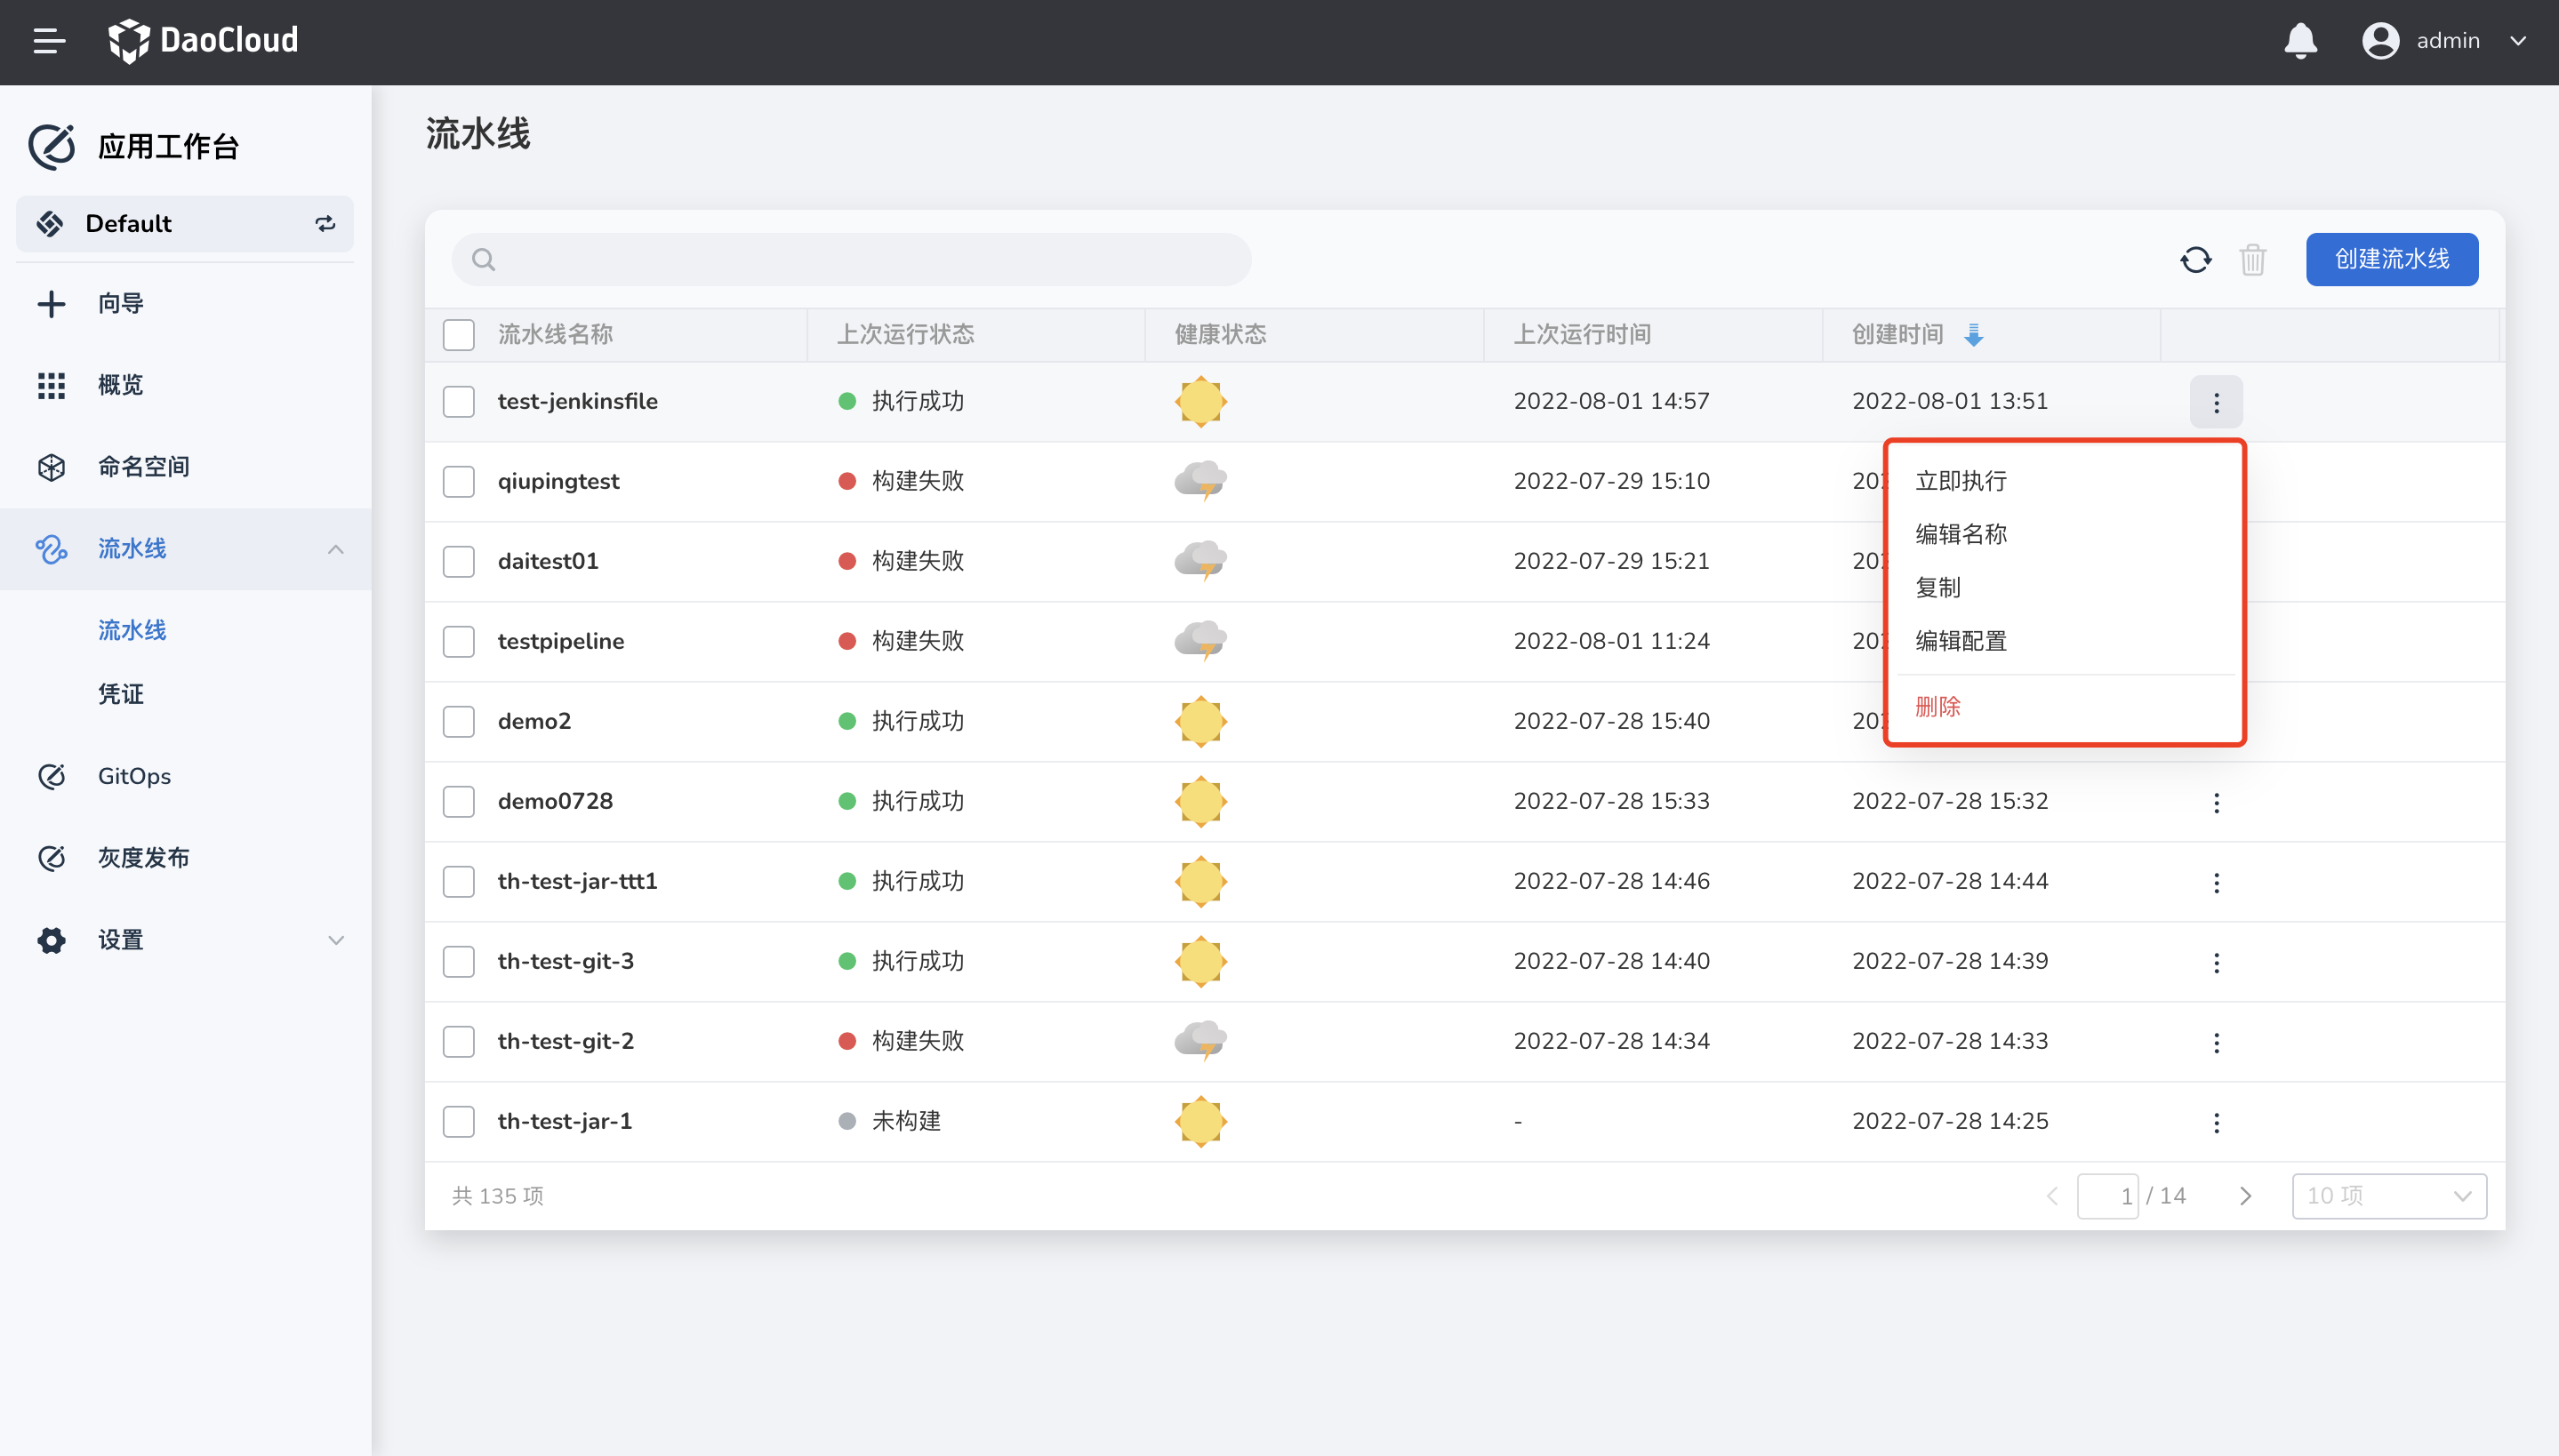 DaoCloud
admin
应用工作台
Default
向导
概览
命名空间
流水线
流水线
凭证
GitOps
灰度发布
设置
流水线
创建流水线
流水线名称 上次运行状态 健康状态 上次运行时间 创建时间
test-jenkinsfile 执行成功 2022-08-01 14:57 2022-08-01 13:51
qiupingtest 构建失败 2022-07-29 15:10
daitest01 构建失败 2022-07-29 15:21
testpipeline 构建失败 2022-08-01 11:24
demo2 执行成功 2022-07-28 15:40
立即执行
编辑名称
复制
编辑配置
删除
demo0728 执行成功 2022-07-28 15:33 2022-07-28 15:32
th-test-jar-ttt1 执行成功 2022-07-28 14:46 2022-07-28 14:44
th-test-git-3 执行成功 2022-07-28 14:40 2022-07-28 14:39
th-test-git-2 构建失败 2022-07-28 14:34 2022-07-28 14:33
th-test-jar-1 未构建 - 2022-07-28 14:25
共 135 项 1 / 14 10 项